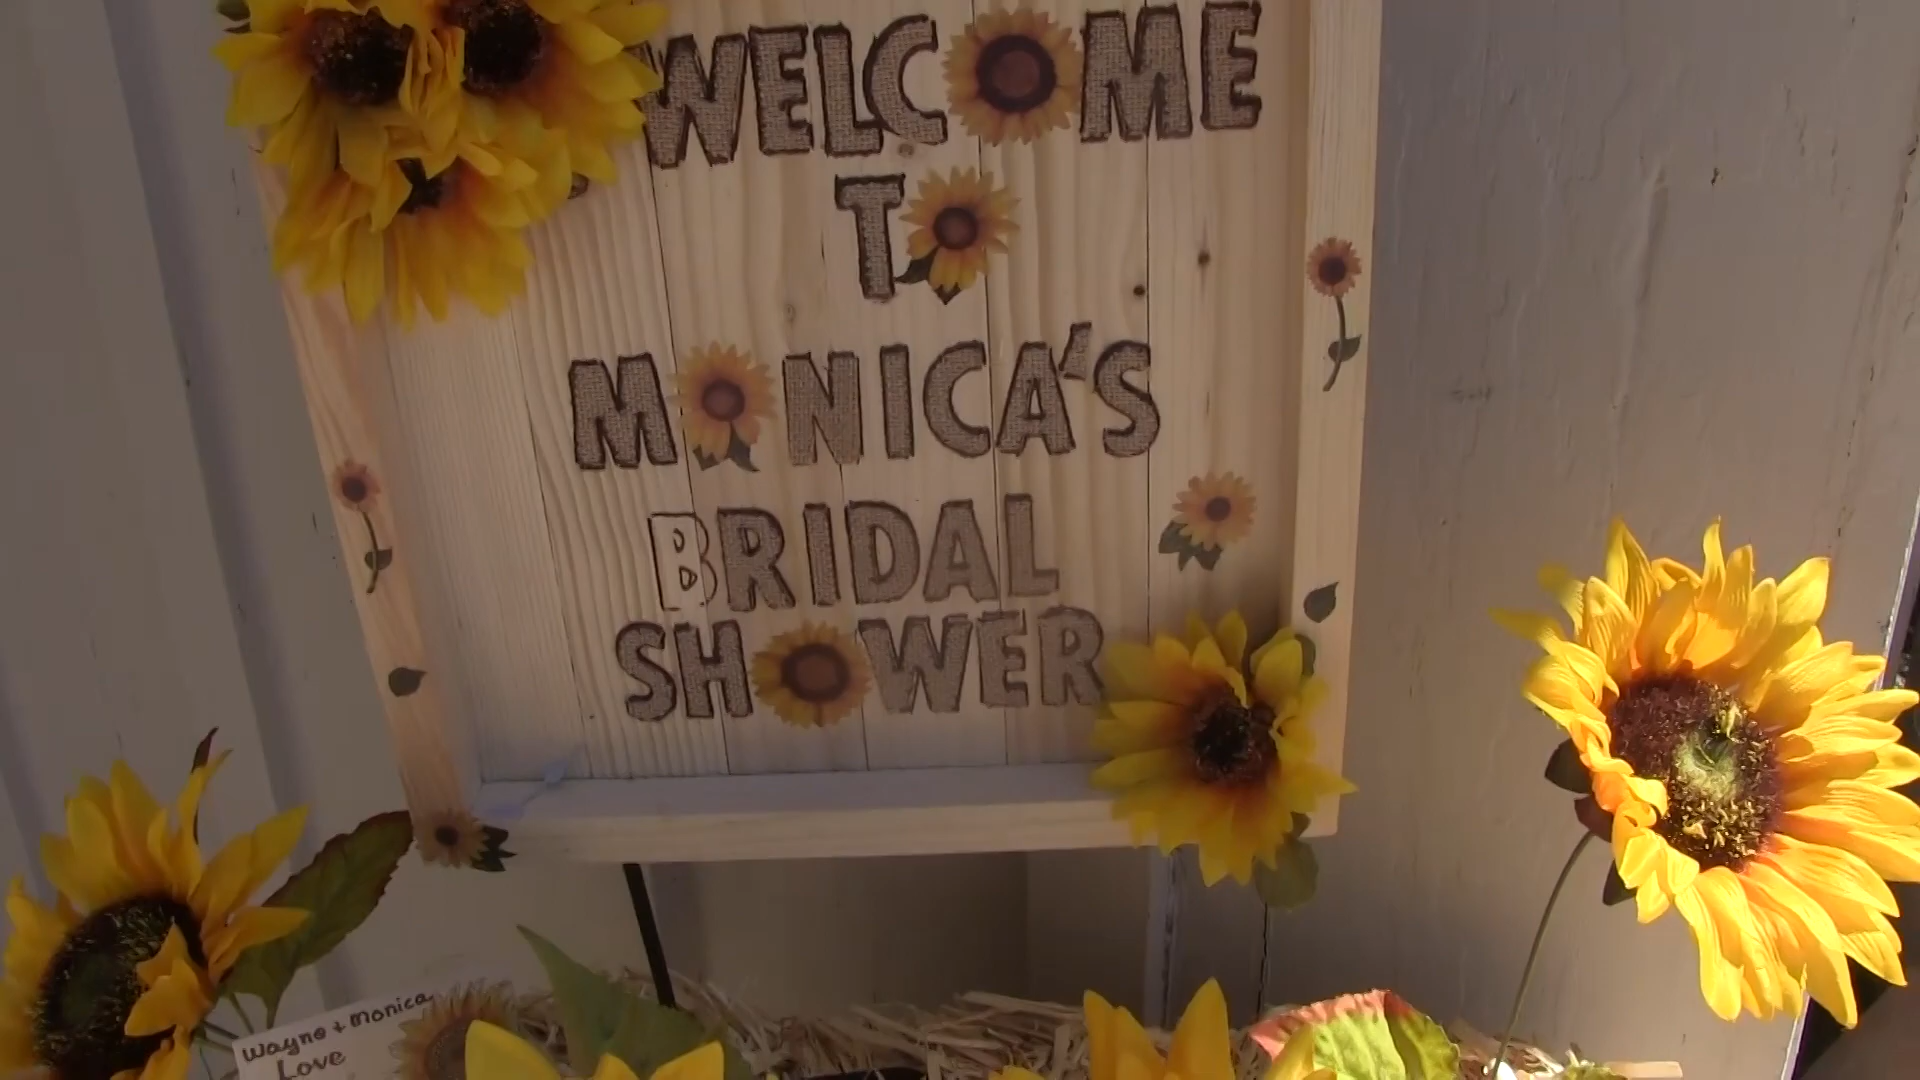 WELCOME
TO
MONICA'S
BRIDAL
SHOWER
Wayne + Monica
Love